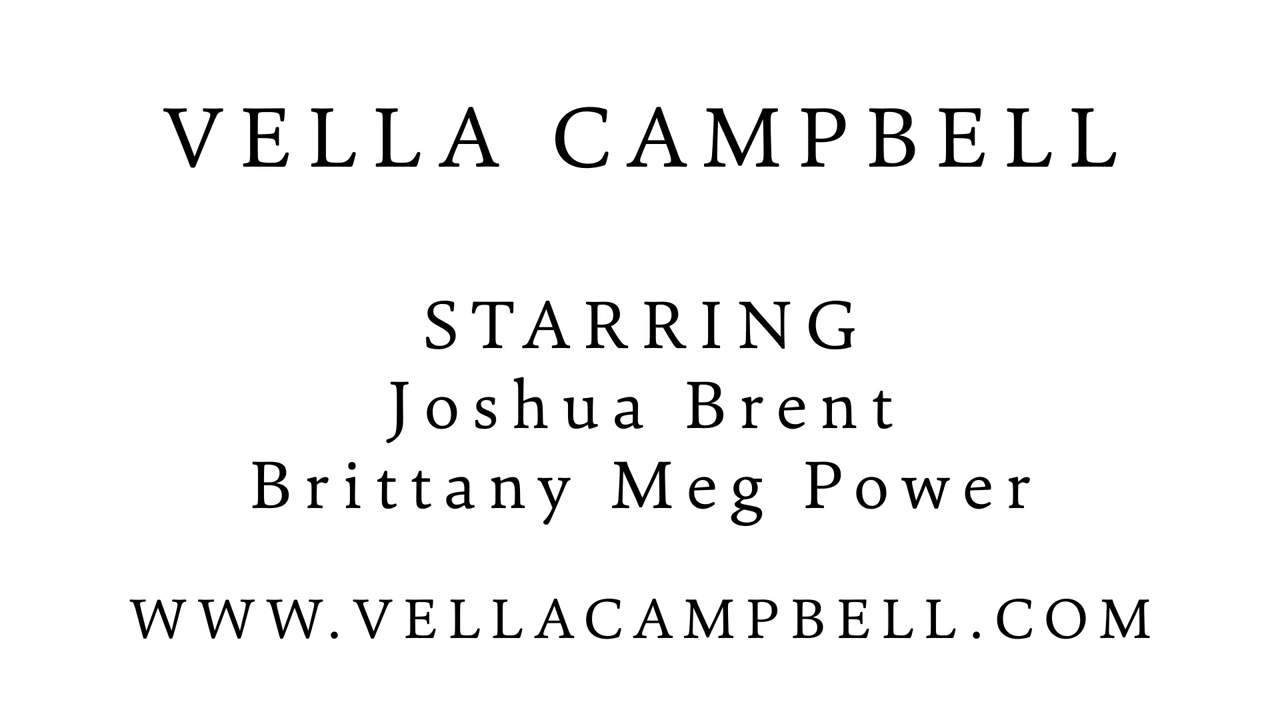 VELLA CAMPBELL
STARRING
Joshua Brent
Brittany Meg Power
WWW.VELLACAMPBELL.COM